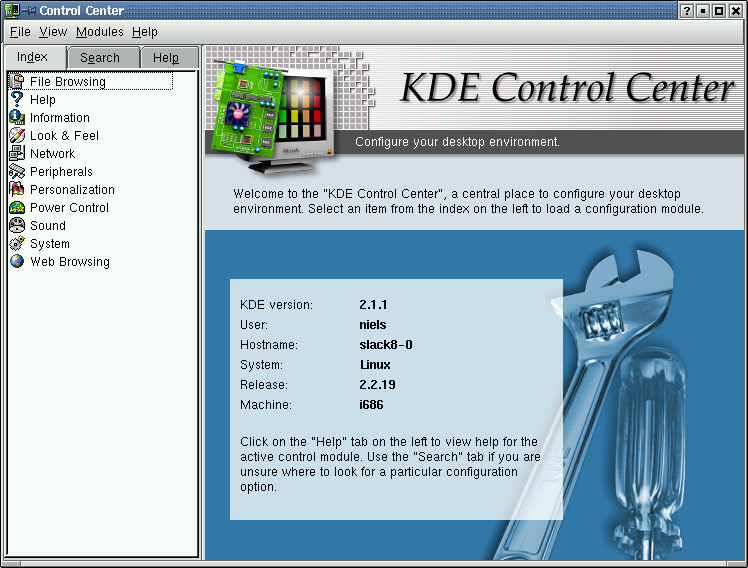 Control Center
File View Modules Help
Index Search Help
File Browsing
Help
Information
Look & Feel
Network
Peripherals
Personalization
Power Control
Sound
System
Web Browsing
KDE Control Center
Configure your desktop environment.
Welcome to the "KDE Control Center", a central place to configure your desktop
environment. Select an item from the index on the left to load a configuration module.
KDE version: 2.1.1
User: niels
Hostname: slack8-0
System: Linux
Release: 2.2.19
Machine: i686
Click on the "Help" tab on the left to view help for the
active control module. Use the "Search" tab if you are
unsure where to look for a particular configuration
option.